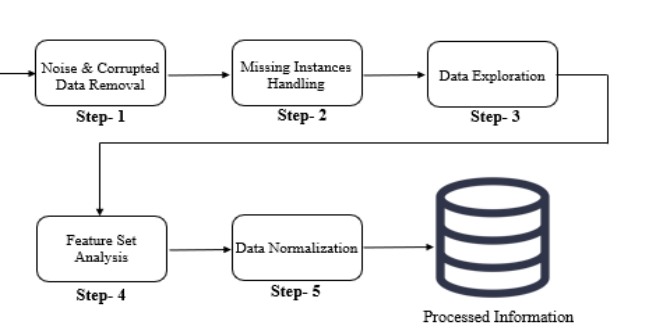 Noise & Corrupted
Data Removal
Step- 1
Missing Instances
Handling
Step- 2
Data Exploration
Step- 3
Feature Set
Analysis
Step- 4
Data Normalization
Step- 5
Processed Information